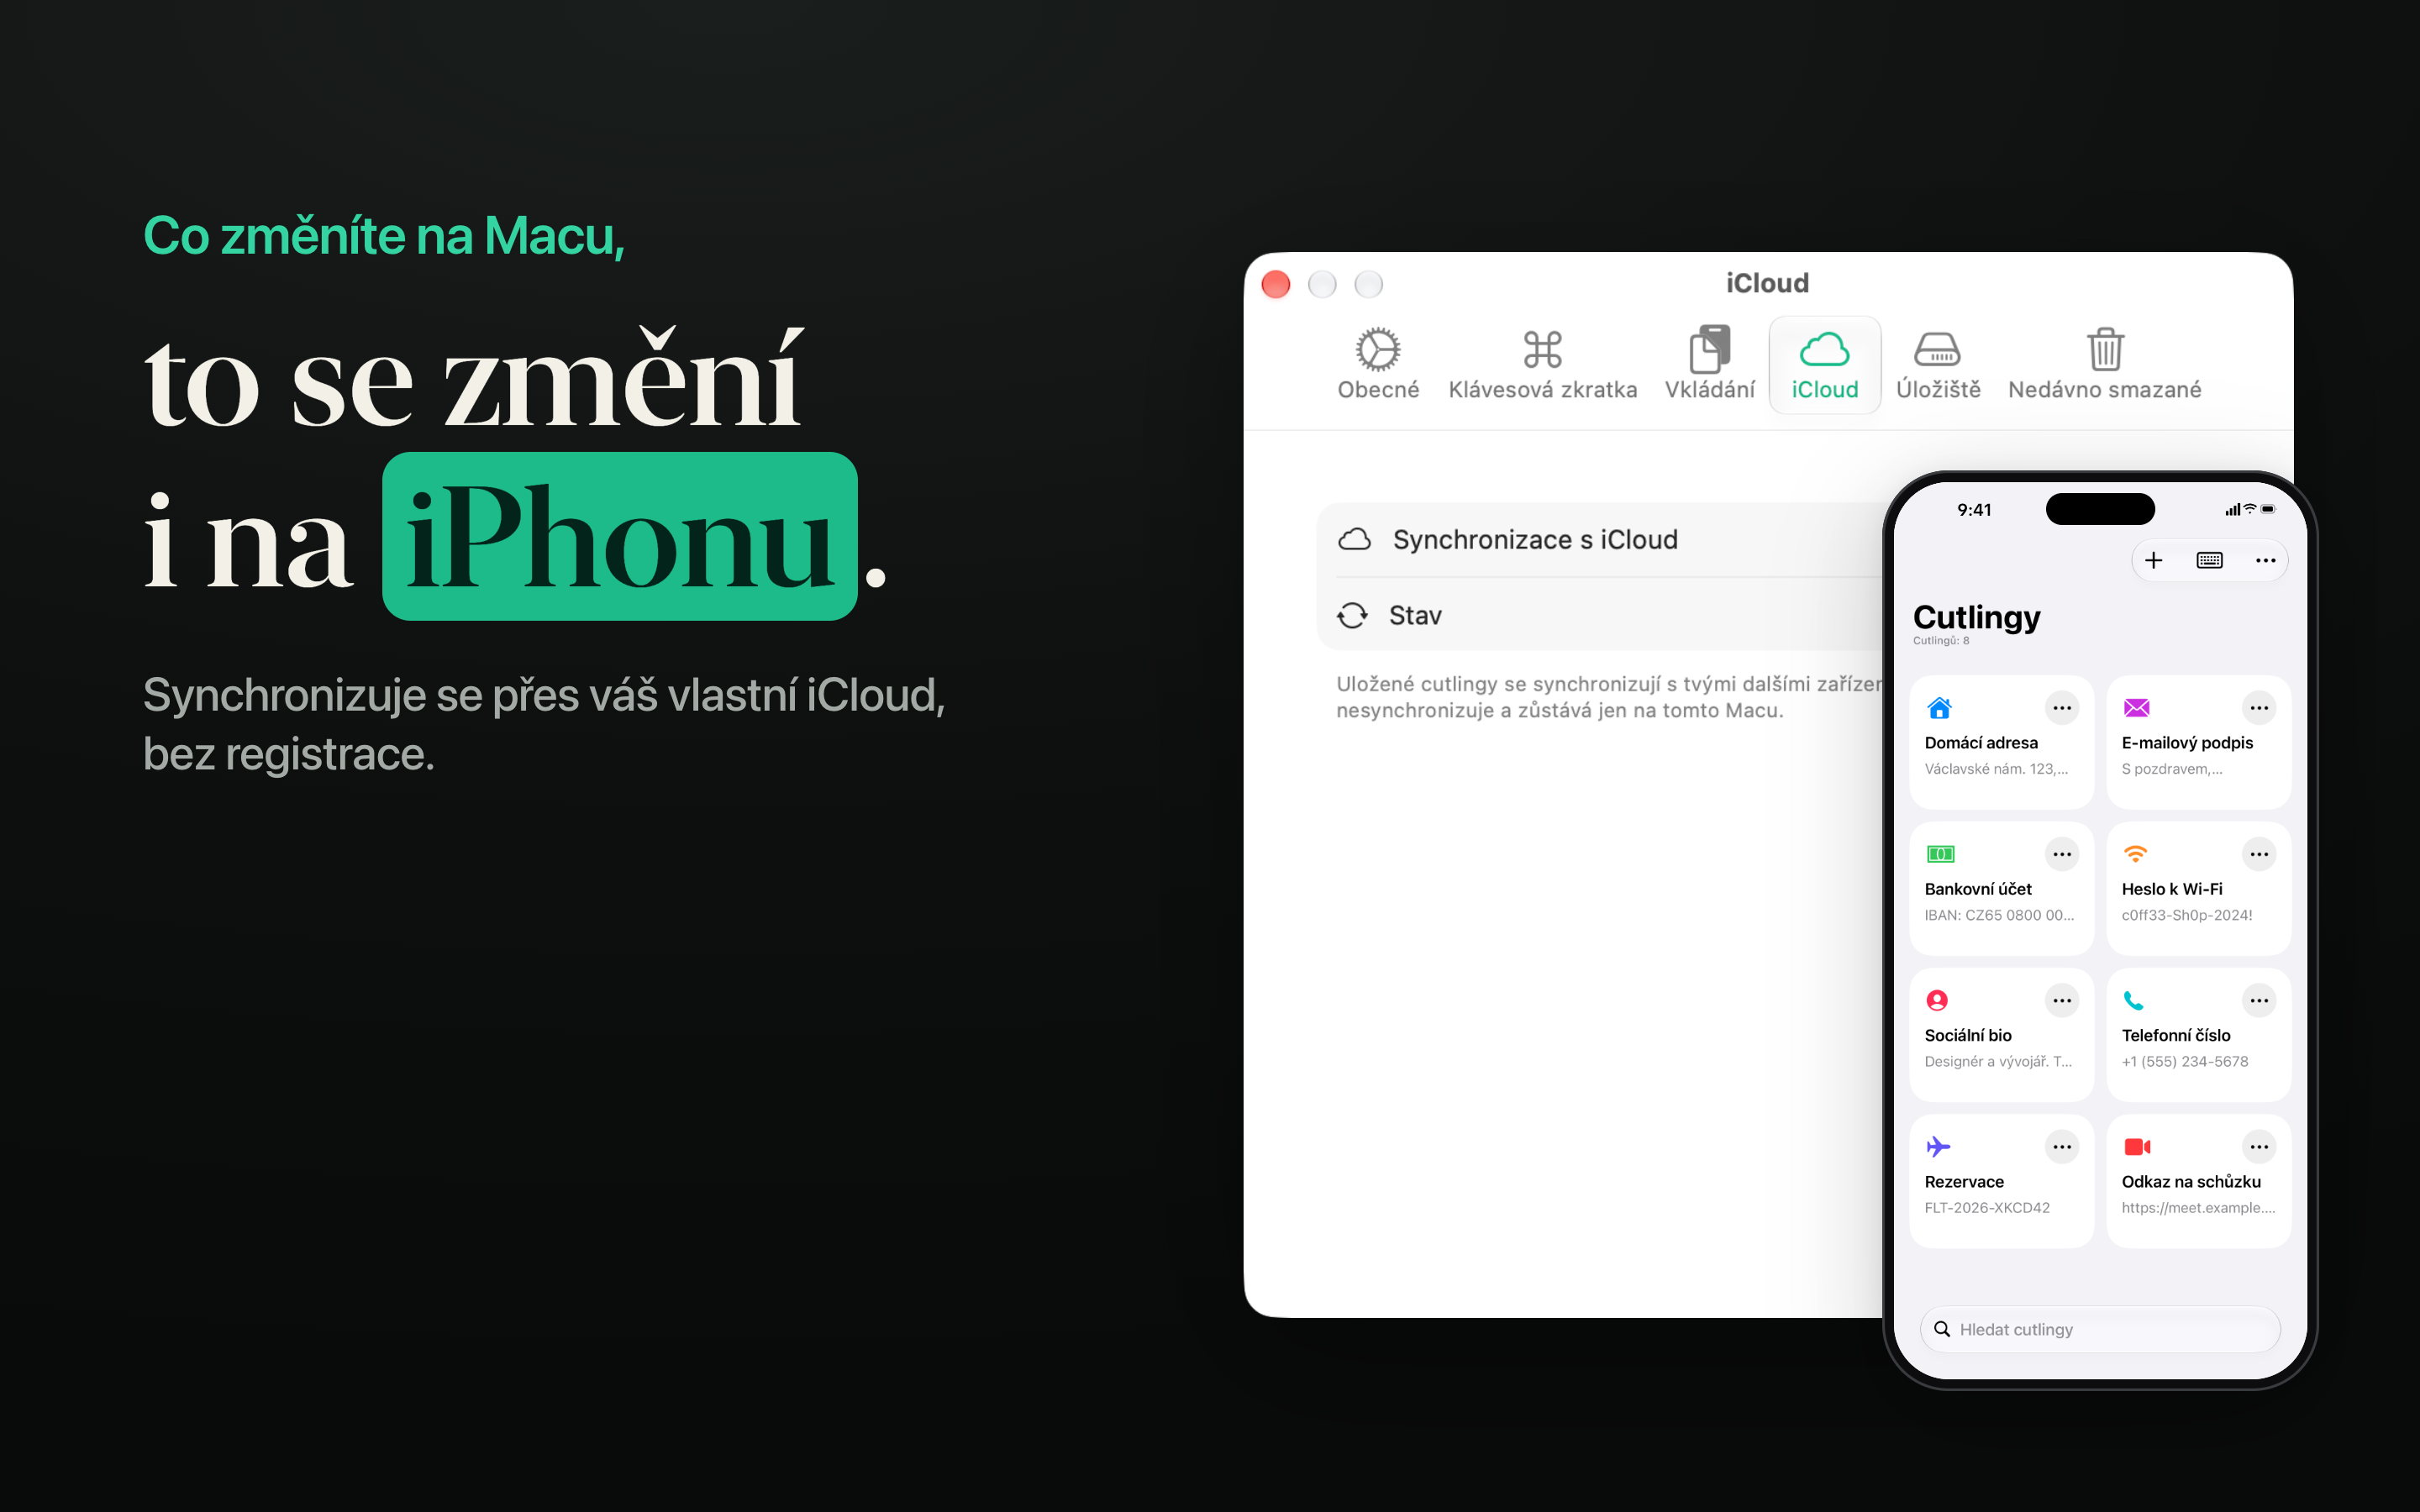 Co změníte na Macu,
to se změní
i na iPhonu.
Synchronizuje se přes váš vlastní iCloud,
bez registrace.
iCloud
Obecné
Klávesová zkratka
Vkládání
iCloud
Úložiště
Nedávno smazané
Synchronizace s iCloud
Stav
Uložené cutlingy se synchronizují s tvými dalšími
nesynchronizuje a zůstává jen na tomto Macu.
9:41
Cutlingy
Cutlingů: 8
Domácí adresa
Václavské nám. 123,...
E-mailový podpis
S pozdravem,...
Bankovní účet
IBAN: CZ65 0800 00...
Heslo k Wi-Fi
c0ff33-Sh0p-2024!
Sociální bio
Designér a vývojář. T...
Telefonní číslo
+1 (555) 234-5678
Rezervace
FLT-2026-XKCD42
Odkaz na schůzku
https://meet.example....
Hledat cutlingy